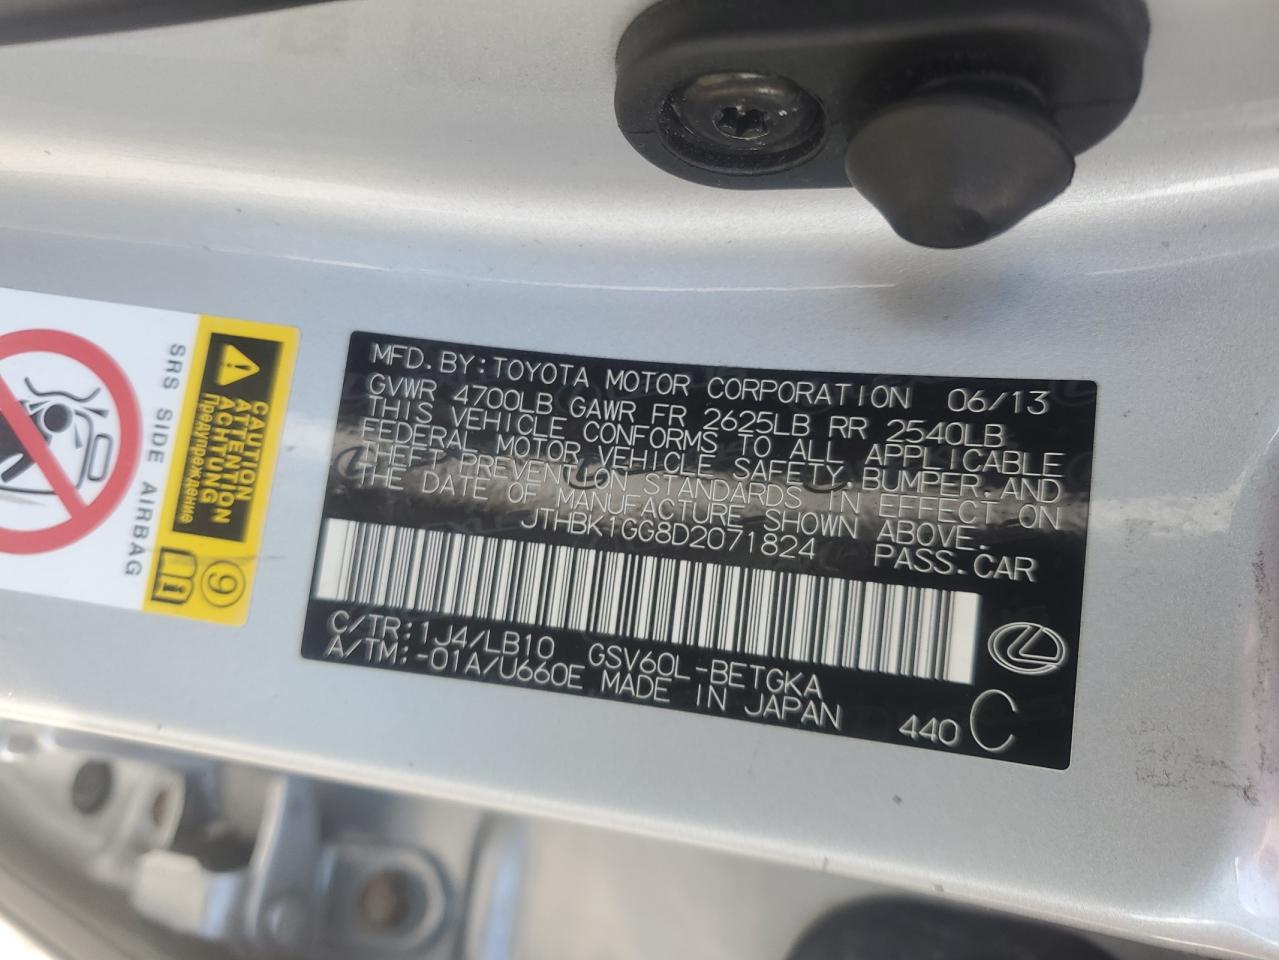 MFD. BY: TOYOTA MOTOR CORPORATION 06/13
GVWR 4700LB GAWR FR 2625LB RR 2540LB
THIS VEHICLE CONFORMS TO ALL APPLICABLE
FEDERAL MOTOR VEHICLE SAFETY, BUMPER, AND
THEFT PREVENTION STANDARDS IN EFFECT ON
THE DATE OF MANUFACTURE SHOWN ABOVE.
JTHBK1GG8D2071824 PASS. CAR
C/TR: 1J4/LB10 GSV60L-BETGKA
A/TM: -01A/U660E MADE IN JAPAN 440 C
SRS SIDE AIRBAG
CAUTION
ATTENTION
ACHTUNG
Предупреждение
9